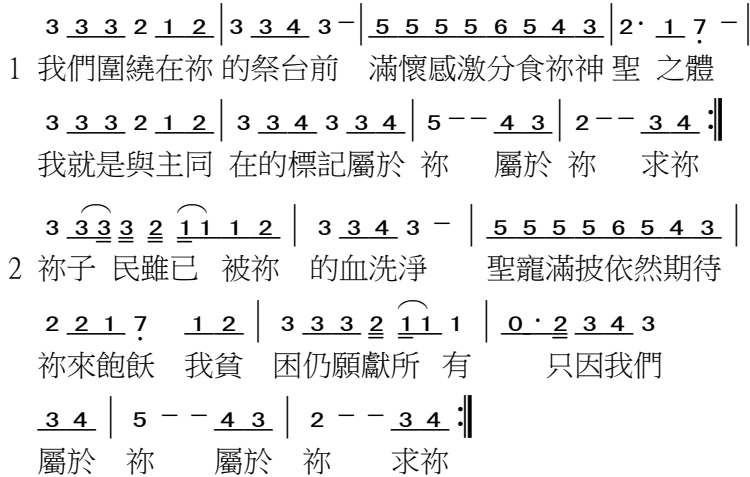 3 3 3 3 2 1 2 | 3 3 4 3 － | 5 5 5 5 6 5 4 3 | 2· 1 7 － |
1 我們圍繞在祢 的祭台前 滿懷感激分食祢神 聖 之體
3 3 3 3 2 1 2 | 3 3 4 3 3 4 | 5 － － 4 3 | 2 － － 3 4 :|
我就是與主同 在的標記屬於 祢 屬於 祢 求祢
3 3 3 3 2 1 1 1 2 | 3 3 4 3 － | 5 5 5 5 6 5 4 3 |
2 祢子 民雖已 被祢 的血洗淨 聖寵滿披依然期待
2 2 1 7 1 2 | 3 3 3 3 2 1 1 1 | 0 · 2 3 4 3
祢來飽飫 我貧 困仍願獻所 有 只因我們
3 4 | 5 － － 4 3 | 2 － － 3 4 :|
屬於 祢 屬於 祢 求祢